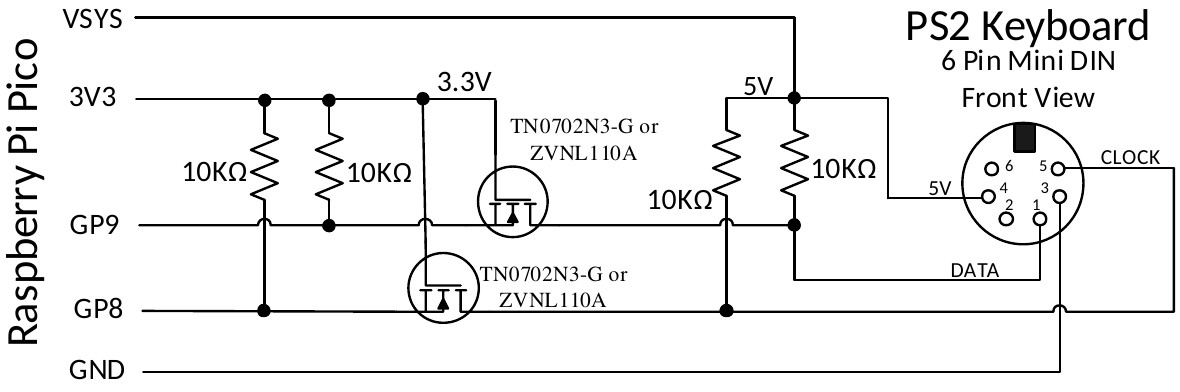 Raspberry Pi Pico
VSYS
3V3
GP9
GP8
GND
3.3V
10KΩ
10KΩ
TN0702N3-G or
ZVNL110A
TN0702N3-G or
ZVNL110A
5V
10KΩ
10KΩ
PS2 Keyboard
6 Pin Mini DIN
Front View
6 5
4 3
2 1
5V
CLOCK
DATA